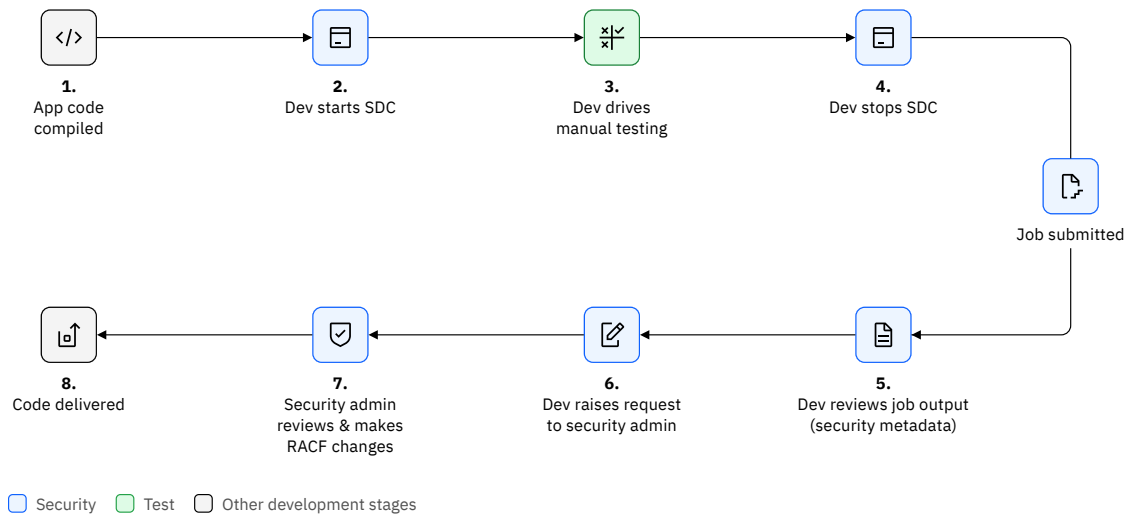 1.
App code
compiled
2.
Dev starts SDC
3.
Dev drives
manual testing
4.
Dev stops SDC
Job submitted
5.
Dev reviews job output
(security metadata)
6.
Dev raises request
to security admin
7.
Security admin
reviews & makes
RACF changes
8.
Code delivered
Security
Test
Other development stages